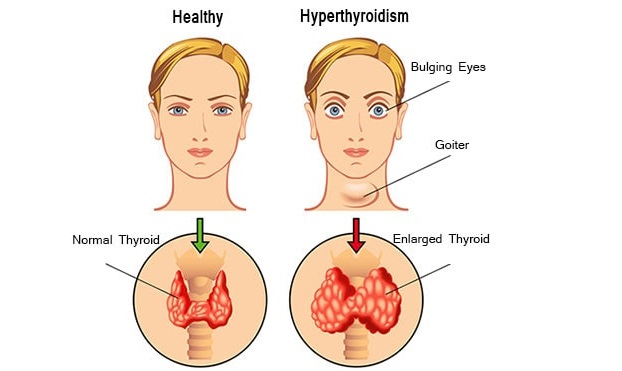 Healthy
Hyperthyroidism
Bulging Eyes
Goiter
Normal Thyroid
Enlarged Thyroid